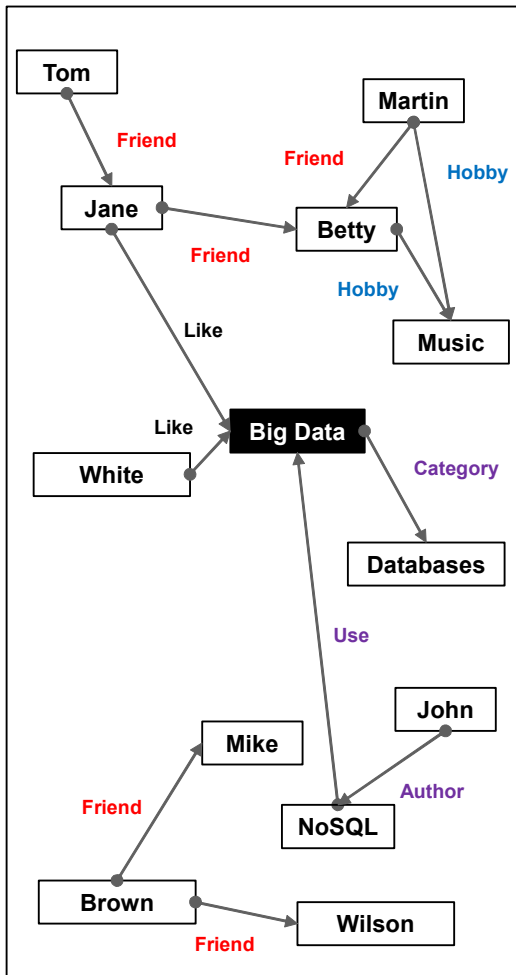 Tom
Martin
Friend
Friend
Hobby
Jane
Betty
Friend
Hobby
Music
Like
Like
Big Data
White
Category
Databases
Use
John
Mike
Author
Friend
NoSQL
Brown
Wilson
Friend